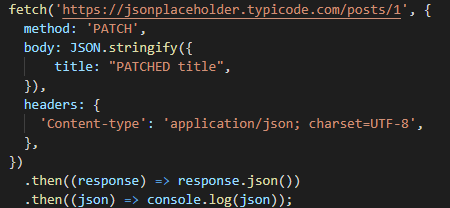 fetch('https://jsonplaceholder.typicode.com/posts/1', {
  method: 'PATCH',
  body: JSON.stringify({
      title: "PATCHED title",
  }),
  headers: {
    'Content-type': 'application/json; charset=UTF-8',
  },
})
  .then((response) => response.json())
  .then((json) => console.log(json));